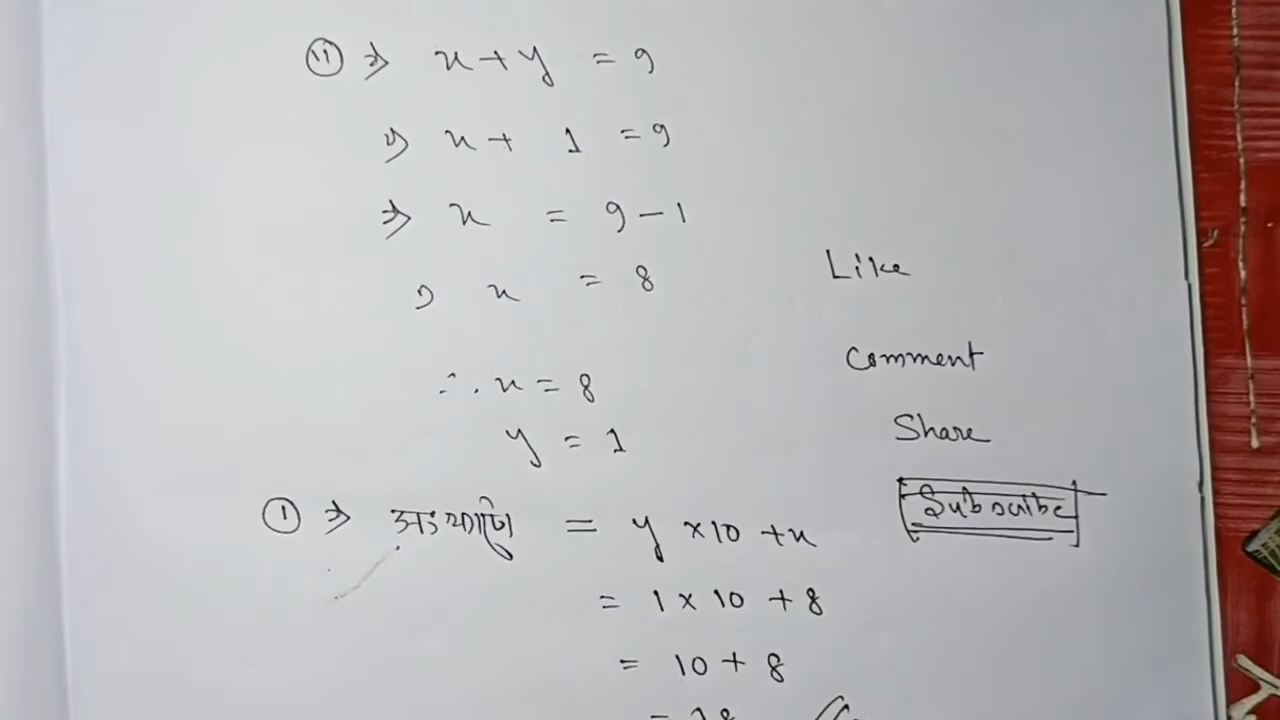 (ii) ⇒ x + y = 9
⇒ x + 1 = 9
⇒ x = 9 - 1
⇒ x = 8
∴ x = 8
y = 1
Like
Comment
Share
Subscribe
(i) ⇒ = y × 10 + x
= 1 × 10 + 8
= 10 + 8
= 18